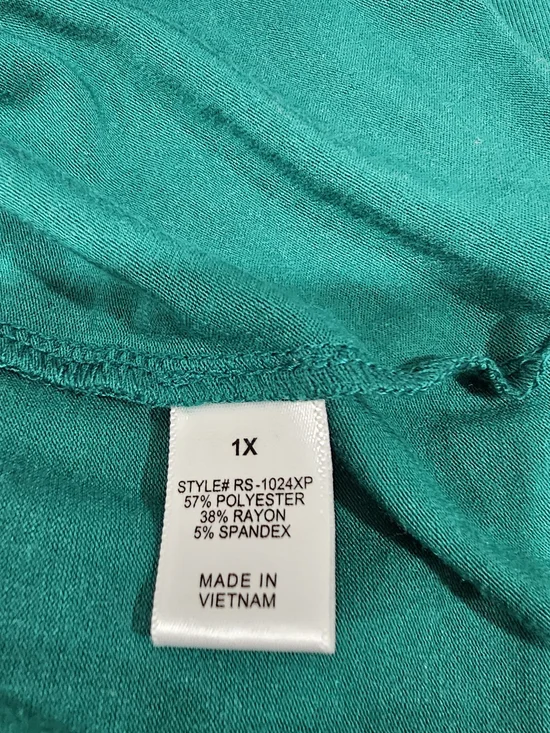 1X
STYLE# RS-1024XP
57% POLYESTER
38% RAYON
5% SPANDEX
MADE IN
VIETNAM